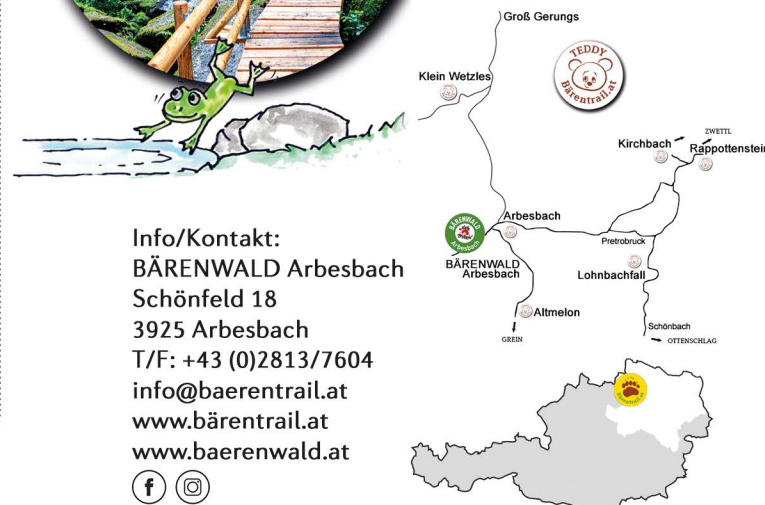 Groß Gerungs
TEDDY
Bärentrail.at
Klein Wetzles
ZWETTL
Kirchbach
Rappottenstein
BÄRENWALD
Arbesbach
Arbesbach
Pretrobruck
BÄRENWALD
Arbesbach
Lohnbachfall
Altmelon
GREIN
Schönbach
OTTENSCHLAG
Info/Kontakt:
BÄRENWALD Arbesbach
Schönfeld 18
3925 Arbesbach
T/F: +43 (0)2813/7604
info@baerentrail.at
www.bärentrail.at
www.baerenwald.at